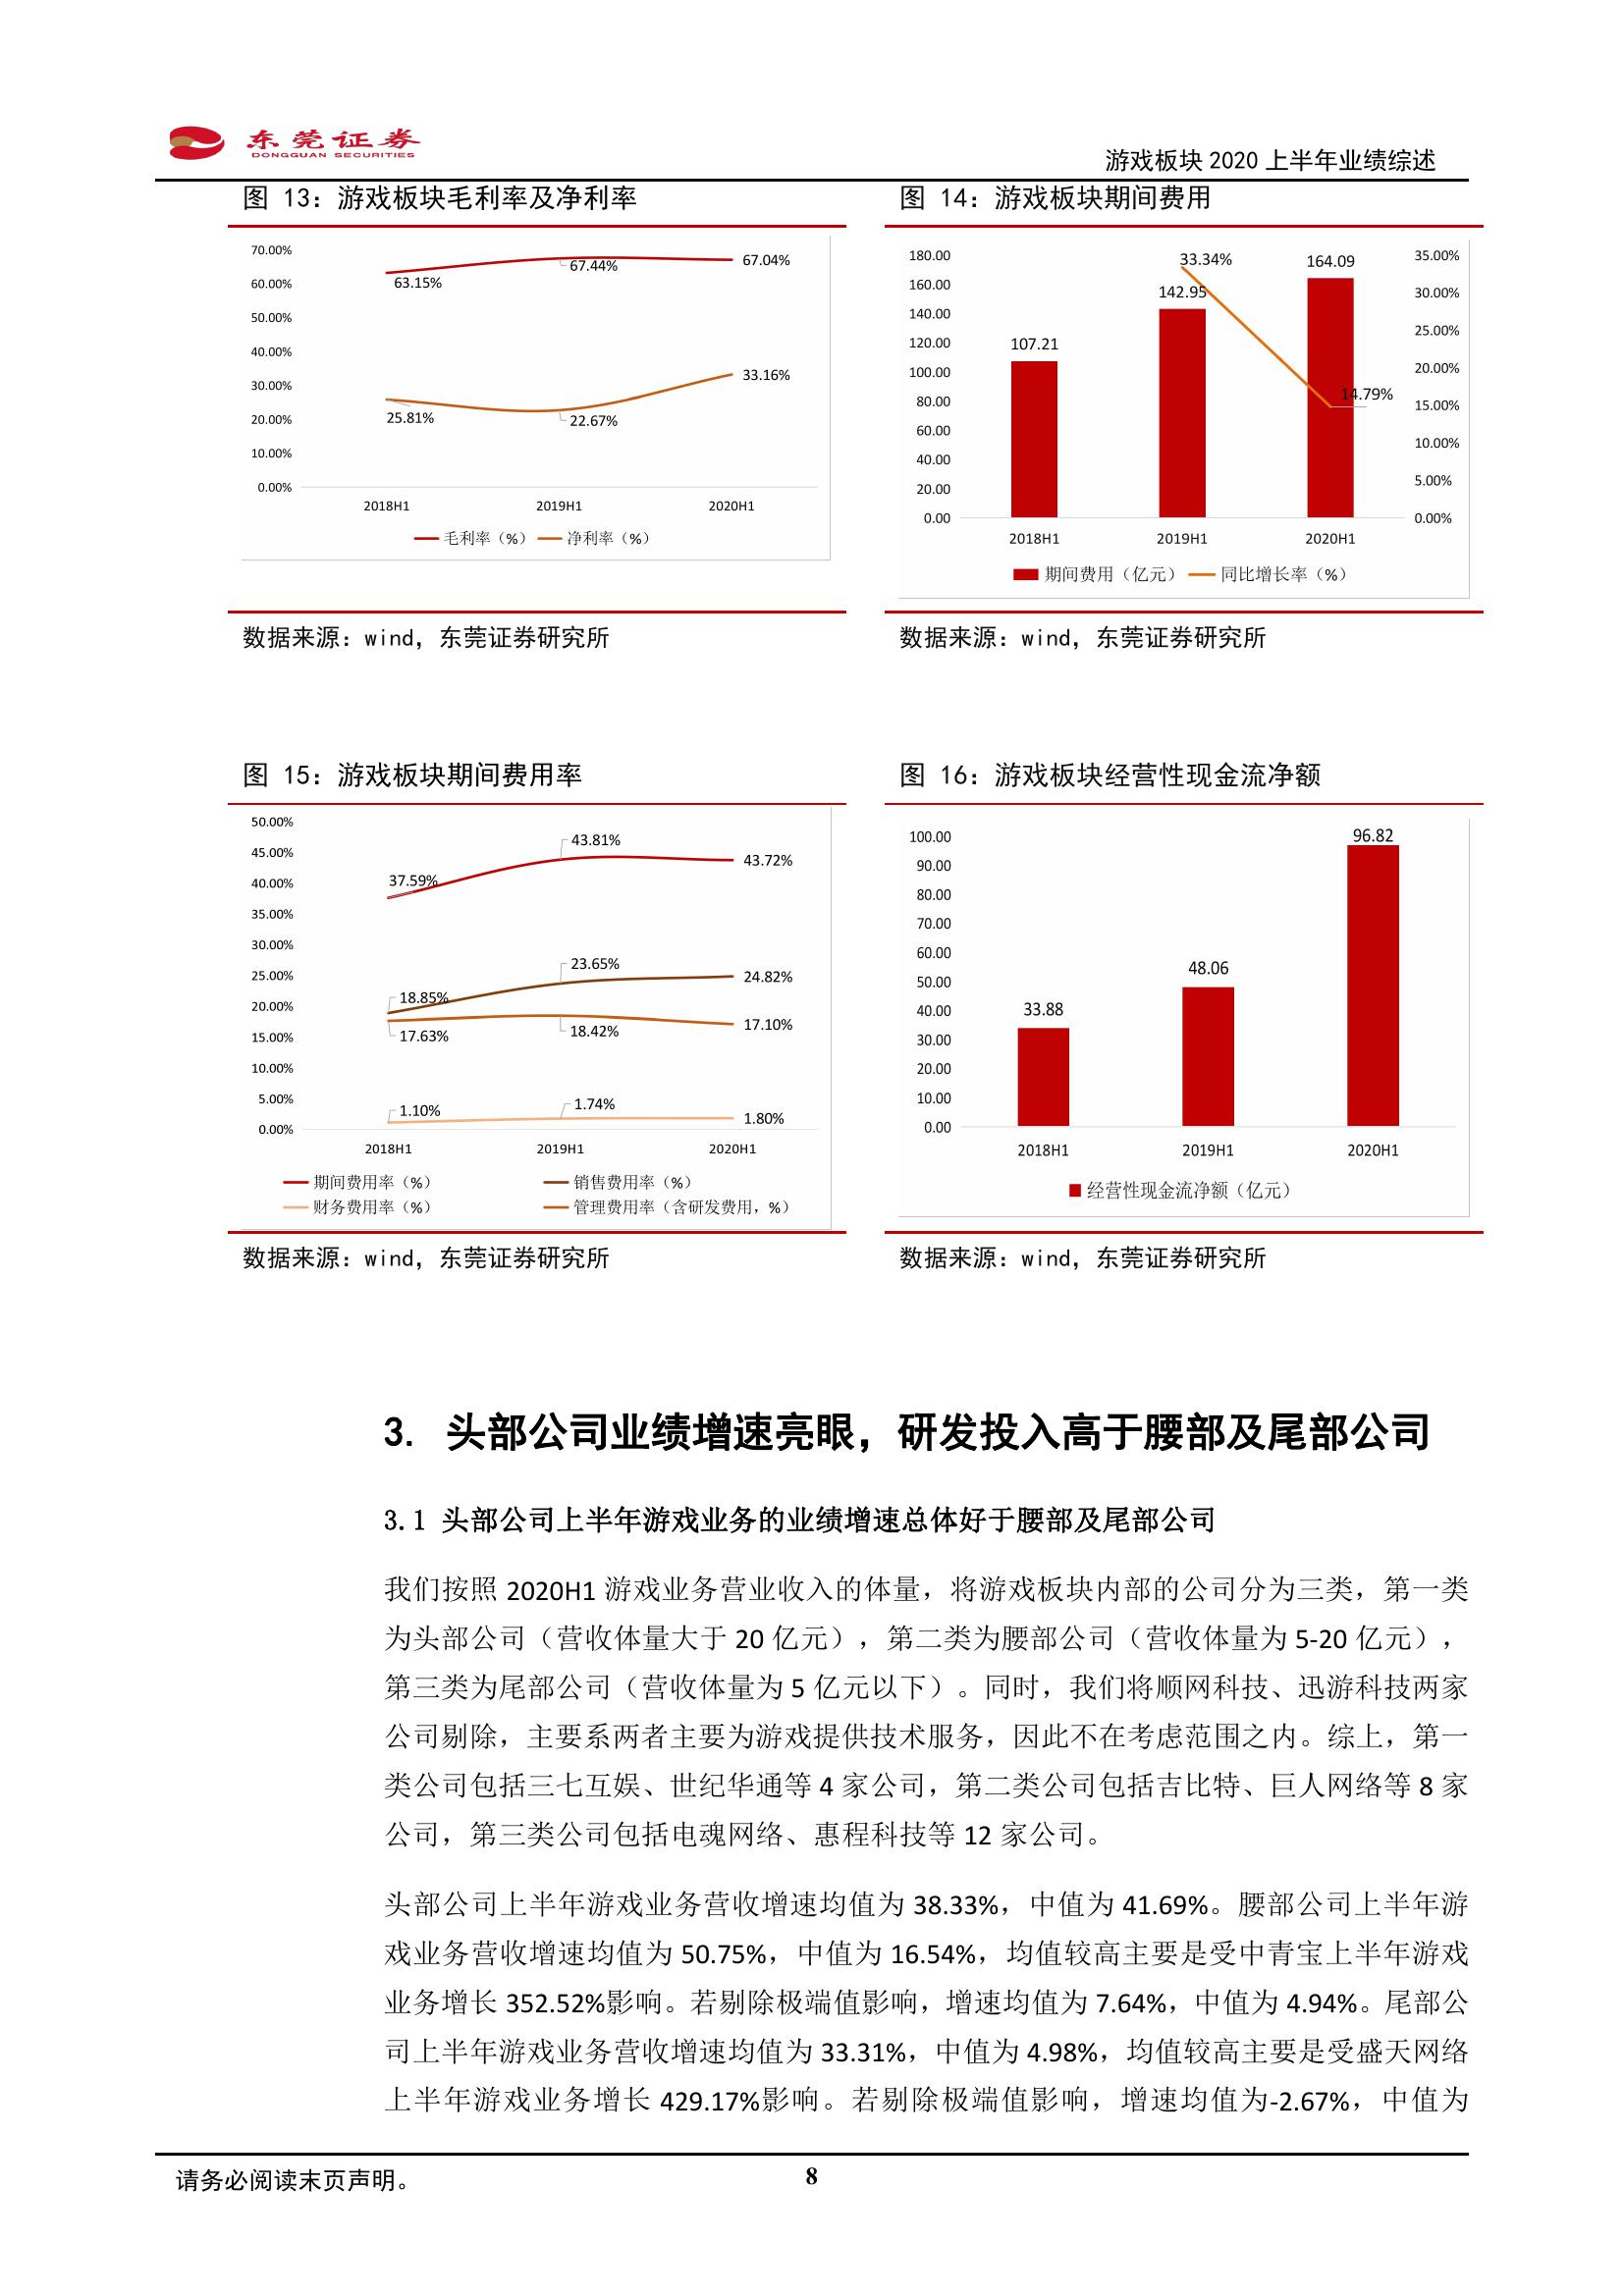 东莞证券
DONGGUAN SECURITIES
游戏板块 2020 上半年业绩综述
图 13：游戏板块毛利率及净利率
70.00%
60.00%
50.00%
40.00%
30.00%
20.00%
10.00%
0.00%
63.15%
67.44%
67.04%
25.81%
22.67%
33.16%
2018H1 2019H1 2020H1
毛利率（%） 净利率（%）
数据来源：wind，东莞证券研究所
图 14：游戏板块期间费用
180.00
160.00
140.00
120.00
100.00
80.00
60.00
40.00
20.00
0.00
107.21
142.95
164.09
33.34%
14.79%
35.00%
30.00%
25.00%
20.00%
15.00%
10.00%
5.00%
0.00%
2018H1 2019H1 2020H1
期间费用（亿元） 同比增长率（%）
数据来源：wind，东莞证券研究所
图 15：游戏板块期间费用率
50.00%
45.00%
40.00%
35.00%
30.00%
25.00%
20.00%
15.00%
10.00%
5.00%
0.00%
37.59%
43.81%
43.72%
18.85%
23.65%
24.82%
17.63%
18.42%
17.10%
1.10%
1.74%
1.80%
2018H1 2019H1 2020H1
期间费用率（%） 销售费用率（%）
财务费用率（%） 管理费用率（含研发费用，%）
数据来源：wind，东莞证券研究所
图 16：游戏板块经营性现金流净额
100.00
90.00
80.00
70.00
60.00
50.00
40.00
30.00
20.00
10.00
0.00
33.88
48.06
96.82
2018H1 2019H1 2020H1
经营性现金流净额（亿元）
数据来源：wind，东莞证券研究所
3. 头部公司业绩增速亮眼，研发投入高于腰部及尾部公司
3.1 头部公司上半年游戏业务的业绩增速总体好于腰部及尾部公司
我们按照 2020H1 游戏业务营业收入的体量，将游戏板块内部的公司分为三类，第一类
为头部公司（营收体量大于 20 亿元），第二类为腰部公司（营收体量为 5-20 亿元），
第三类为尾部公司（营收体量为 5 亿元以下）。同时，我们将顺网科技、迅游科技两家
公司剔除，主要系两者主要为游戏提供技术服务，因此不在考虑范围之内。综上，第一
类公司包括三七互娱、世纪华通等 4 家公司，第二类公司包括吉比特、巨人网络等 8 家
公司，第三类公司包括电魂网络、惠程科技等 12 家公司。
头部公司上半年游戏业务营收增速均值为 38.33%，中值为 41.69%。腰部公司上半年游
戏业务营收增速均值为 50.75%，中值为 16.54%，均值较高主要是受中青宝上半年游戏
业务增长 352.52%影响。若剔除极端值影响，增速均值为 7.64%，中值为 4.94%。尾部公
司上半年游戏业务营收增速均值为 33.31%，中值为 4.98%，均值较高主要是受盛天网络
上半年游戏业务增长 429.17%影响。若剔除极端值影响，增速均值为-2.67%，中值为
请务必阅读末页声明。
8